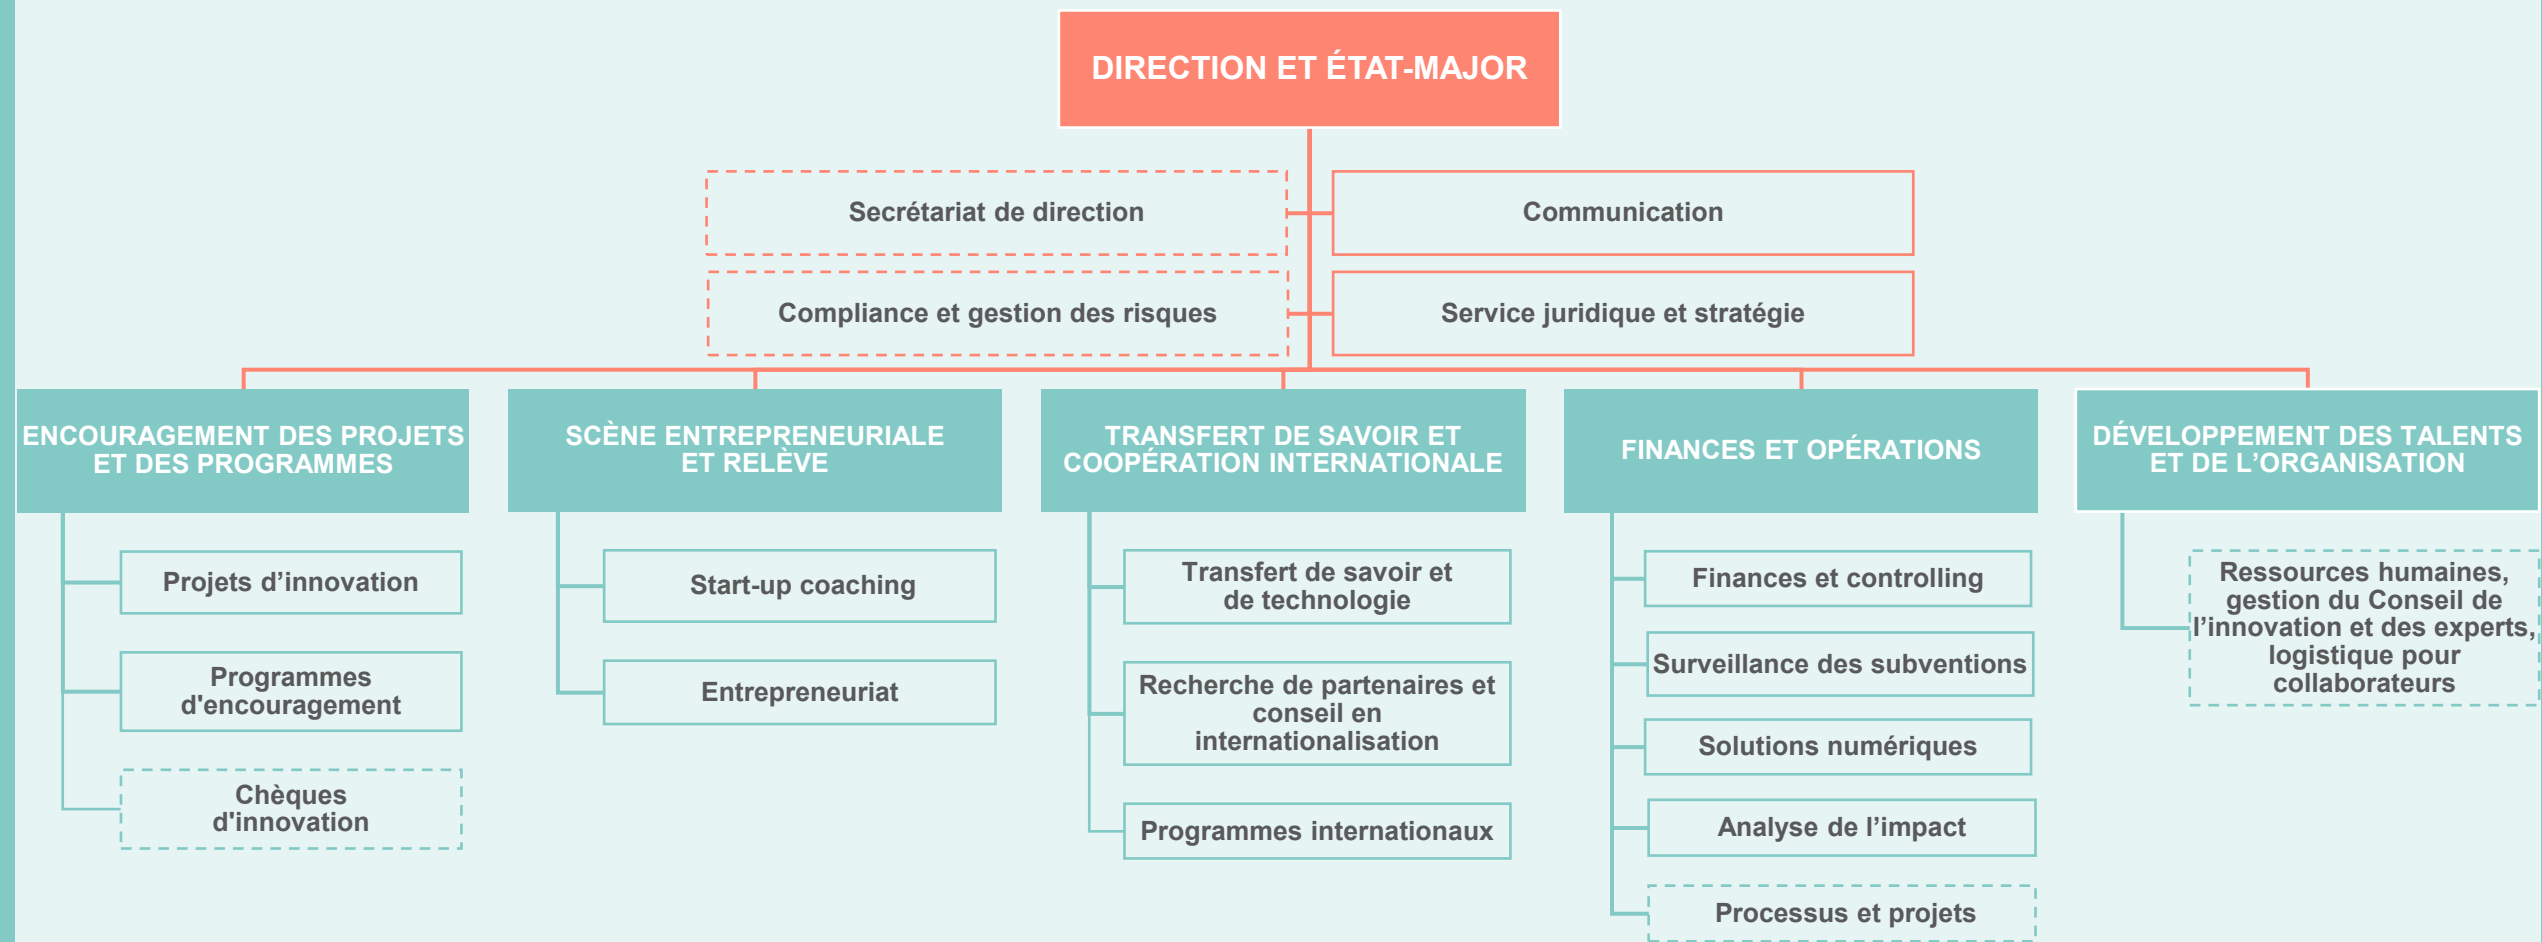 DIRECTION ET ÉTAT-MAJOR
Secrétariat de direction
Communication
Compliance et gestion des risques
Service juridique et stratégie
ENCOURAGEMENT DES PROJETS
ET DES PROGRAMMES
Projets d’innovation
Programmes
d'encouragement
Chèques
d'innovation
SCÈNE ENTREPRENEURIALE
ET RELÈVE
Start-up coaching
Entrepreneuriat
TRANSFERT DE SAVOIR ET
COOPÉRATION INTERNATIONALE
Transfert de savoir et
de technologie
Recherche de partenaires et
conseil en
internationalisation
Programmes internationaux
FINANCES ET OPÉRATIONS
Finances et controlling
Surveillance des subventions
Solutions numériques
Analyse de l’impact
Processus et projets
DÉVELOPPEMENT DES TALENTS
ET DE L’ORGANISATION
Ressources humaines,
gestion du Conseil de
l’innovation et des experts,
logistique pour
collaborateurs